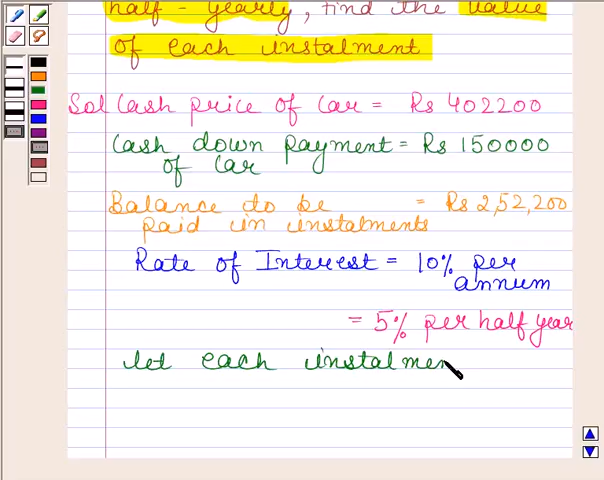 half - yearly, find the value
of each instalment
Sol Cash price of Car = Rs 402200
Cash down payment = Rs 150000
of Car
Balance to be = Rs 2,52,200
paid in instalments
Rate of Interest = 10% per
annum
= 5% per half year
let each instalmen